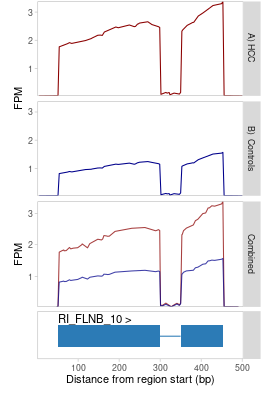 3
2
1
A) HCC
FPM
3
2
1
B) Controls
3
2
1
Combined
FPM
RI_FLNB_10 >
100 200 300 400 500
Distance from region start (bp)